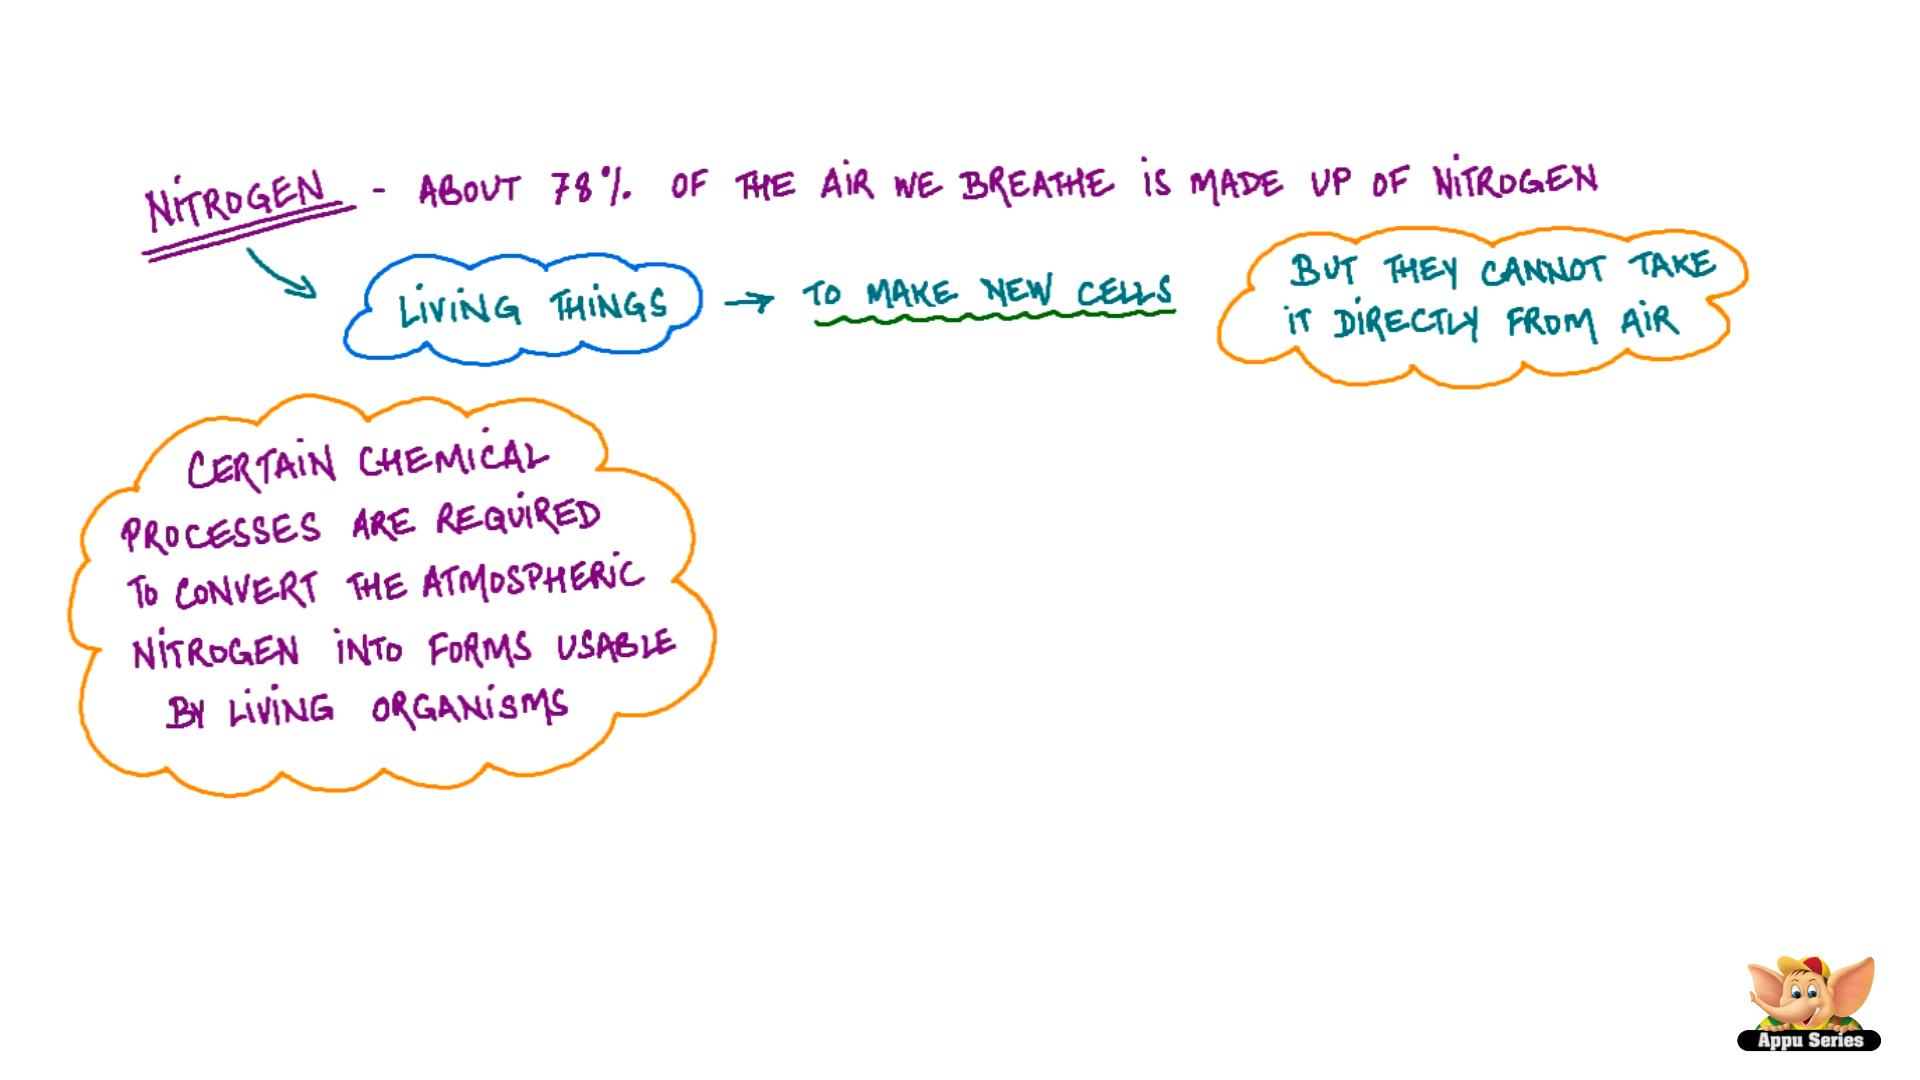 NITROGEN - ABOUT 78% OF THE AIR WE BREATHE IS MADE UP OF NITROGEN
LIVING THINGS → TO MAKE NEW CELLS
BUT THEY CANNOT TAKE
IT DIRECTLY FROM AIR
CERTAIN CHEMICAL
PROCESSES ARE REQUIRED
TO CONVERT THE ATMOSPHERIC
NITROGEN INTO FORMS USABLE
BY LIVING ORGANISMS
Appu Series